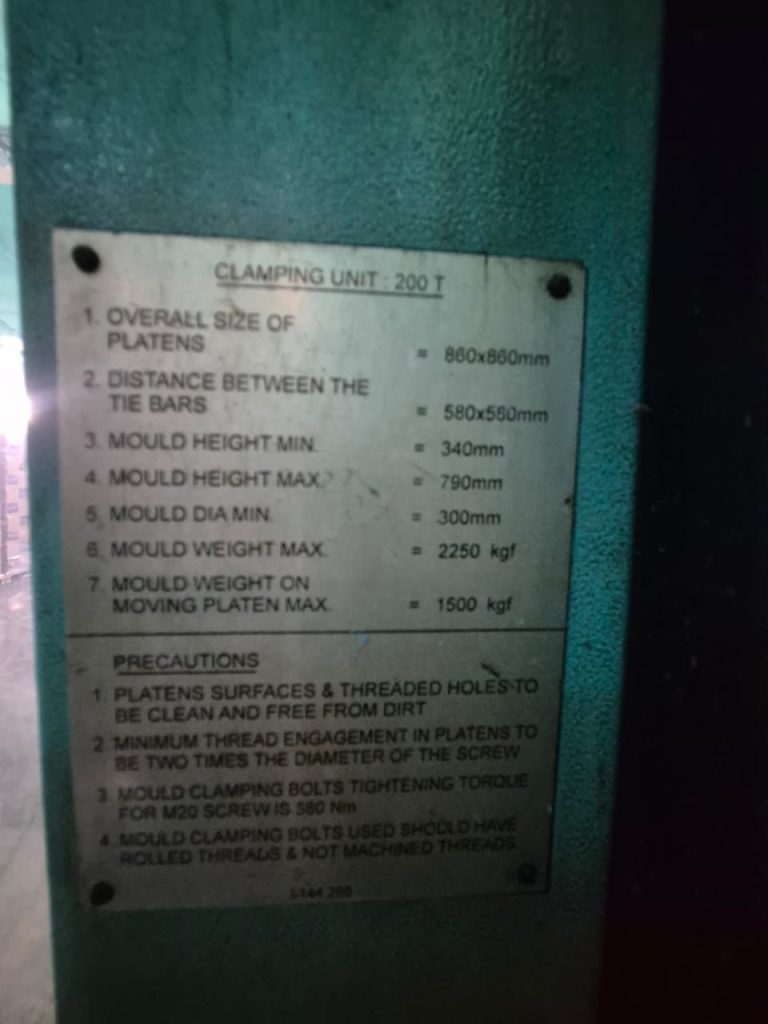 CLAMPING UNIT : 200 T
1. OVERALL SIZE OF
PLATENS = 860x860mm
2. DISTANCE BETWEEN THE
TIE BARS = 580x580mm
3. MOULD HEIGHT MIN. = 340mm
4. MOULD HEIGHT MAX. = 790mm
5. MOULD DIA MIN. = 300mm
6. MOULD WEIGHT MAX. = 2250 kgf
7. MOULD WEIGHT ON
MOVING PLATEN MAX. = 1500 kgf
PRECAUTIONS
1. PLATENS SURFACES & THREADED HOLES TO
BE CLEAN AND FREE FROM DIRT
2. MINIMUM THREAD ENGAGEMENT IN PLATENS TO
BE TWO TIMES THE DIAMETER OF THE SCREW
3. MOULD CLAMPING BOLTS TIGHTENING TORQUE
FOR M20 SCREW IS 580 Nm
4. MOULD CLAMPING BOLTS USED SHOULD HAVE
ROLLED THREADS & NOT MACHINED THREADS